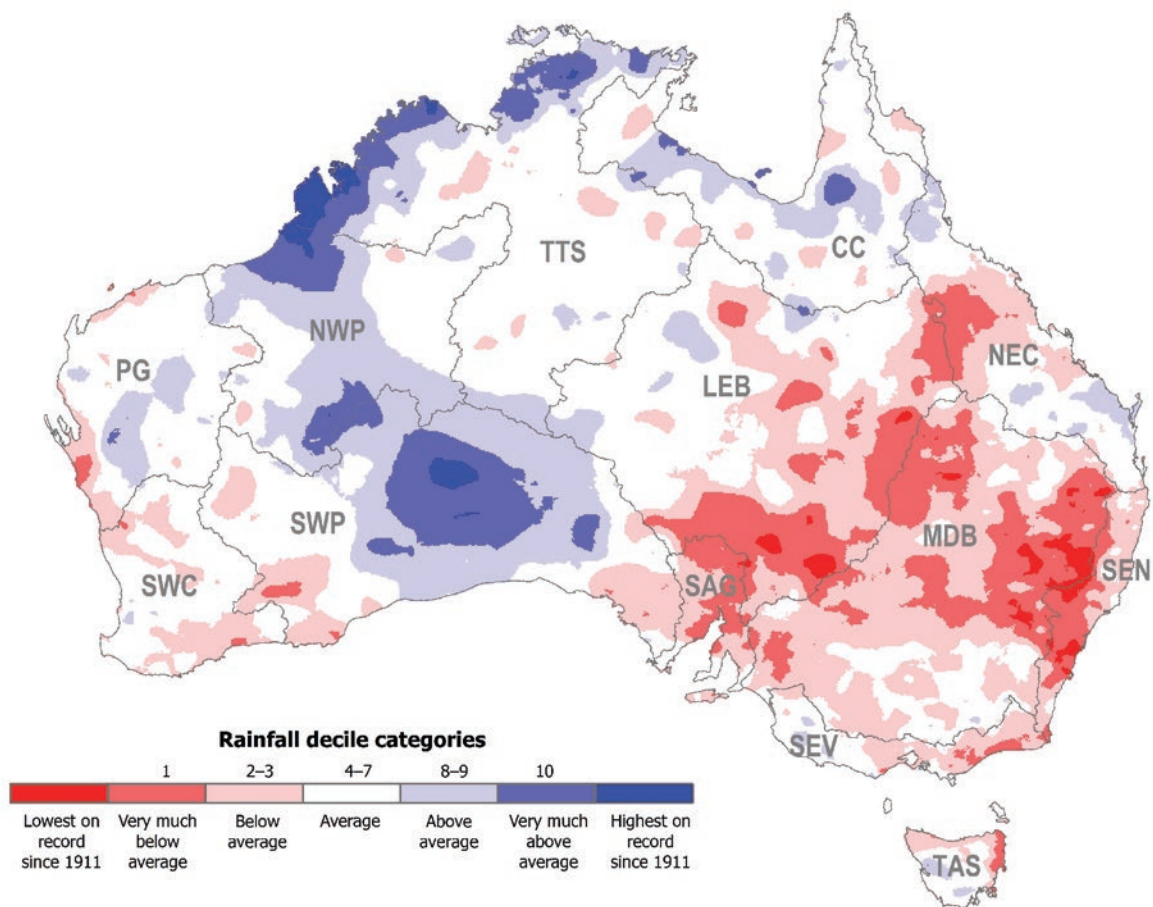 TTS
CC
NWP
PG
NEC
LEB
SWP
MDB
SEN
SWC
SAG
SEV
TAS
Rainfall decile categories
1 2–3 4–7 8–9 10
Lowest on Very much Below Average Above Very much Highest on
record below average average above record
since 1911 average average since 1911